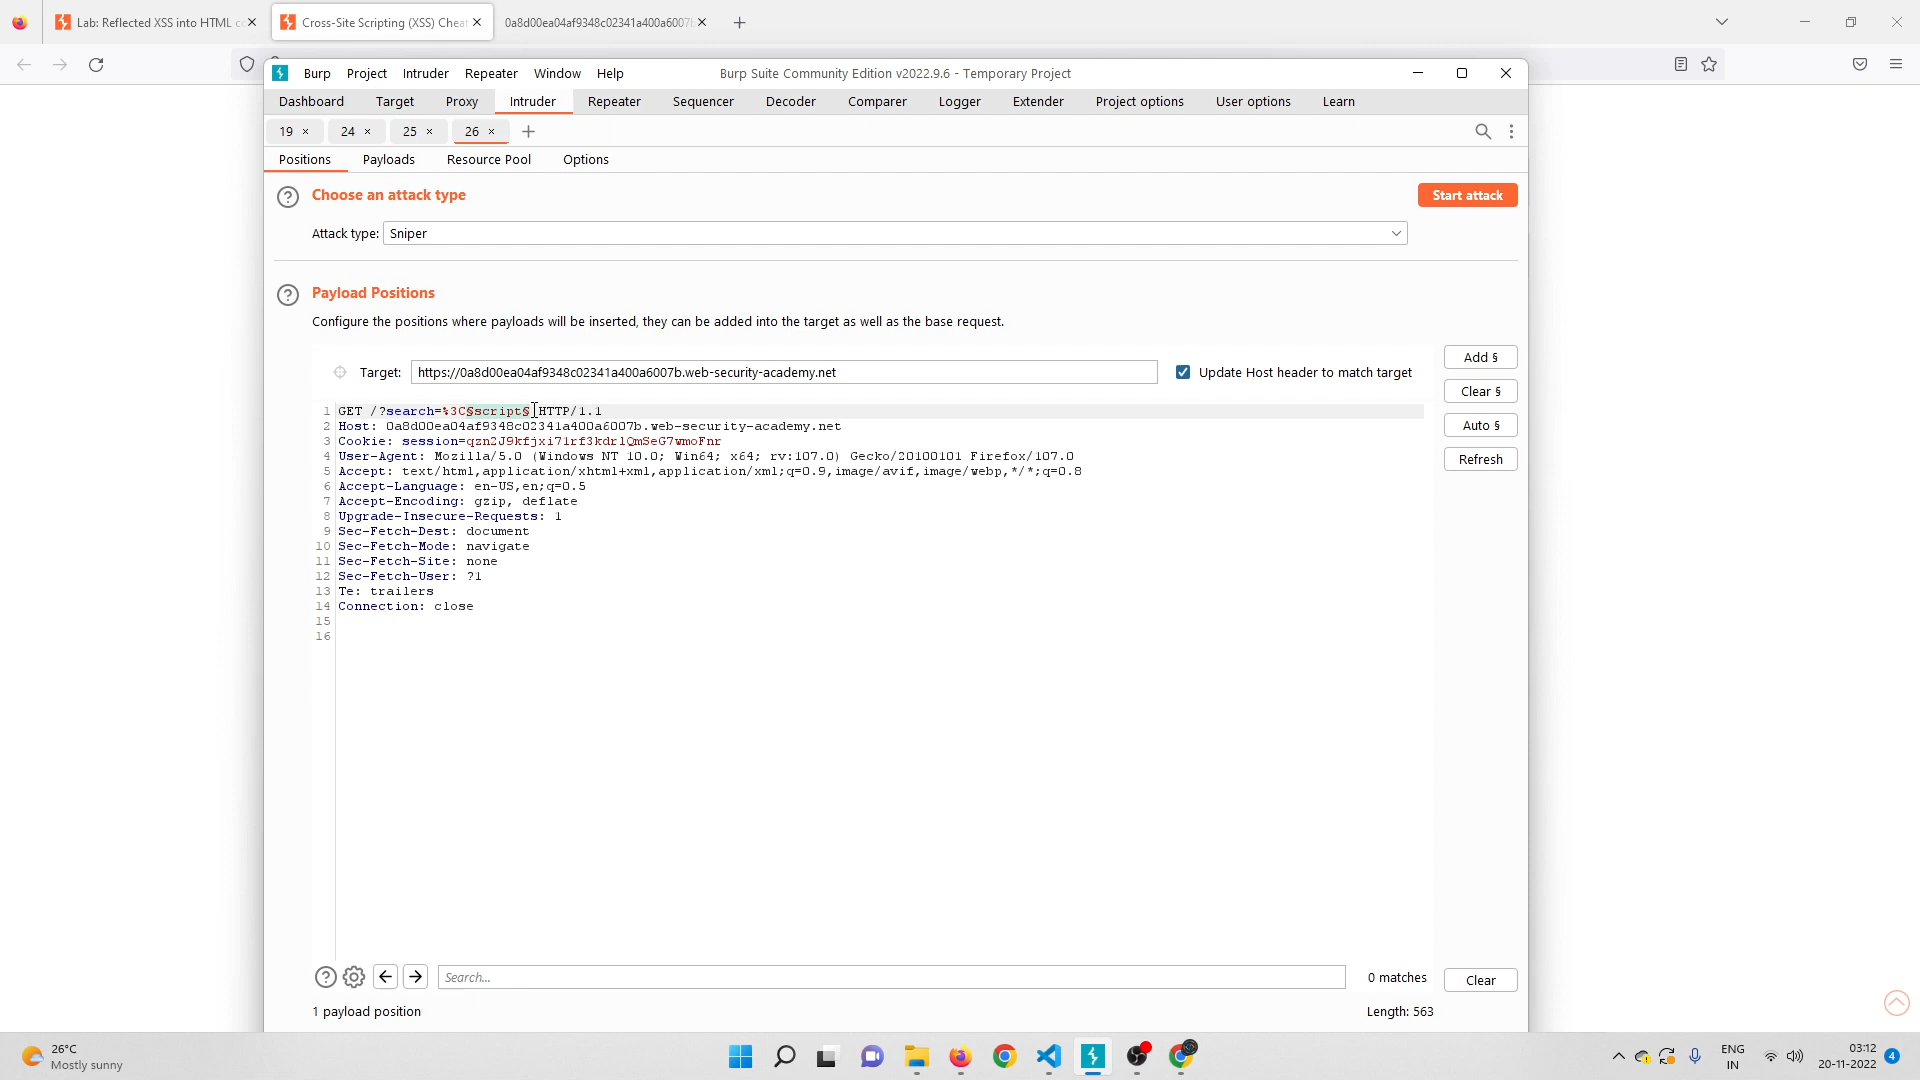 Lab: Reflected XSS into HTML c
Cross-Site Scripting (XSS) Cheat
0a8d00ea04af9348c02341a400a6007b
Burp Project Intruder Repeater Window Help
Burp Suite Community Edition v2022.9.6 - Temporary Project
Dashboard Target Proxy Intruder Repeater Sequencer Decoder Comparer Logger Extender Project options User options Learn
19 × 24 × 25 × 26 ×
Positions Payloads Resource Pool Options
Choose an attack type
Start attack
Attack type: Sniper
Payload Positions
Configure the positions where payloads will be inserted, they can be added into the target as well as the base request.
Add §
Target: https://0a8d00ea04af9348c02341a400a6007b.web-security-academy.net
Update Host header to match target
Clear §
Auto §
Refresh
1 GET /?search=%3C§script§ HTTP/1.1
2 Host: 0a8d00ea04af9348c02341a400a6007b.web-security-academy.net
3 Cookie: session=qzn2J9kfjxi71rf3kdrlQmSeG7wmoFnr
4 User-Agent: Mozilla/5.0 (Windows NT 10.0; Win64; x64; rv:107.0) Gecko/20100101 Firefox/107.0
5 Accept: text/html,application/xhtml+xml,application/xml;q=0.9,image/avif,image/webp,*/*;q=0.8
6 Accept-Language: en-US,en;q=0.5
7 Accept-Encoding: gzip, deflate
8 Upgrade-Insecure-Requests: 1
9 Sec-Fetch-Dest: document
10 Sec-Fetch-Mode: navigate
11 Sec-Fetch-Site: none
12 Sec-Fetch-User: ?1
13 Te: trailers
14 Connection: close
15
16
Search...
0 matches
Clear
1 payload position
Length: 563
26°C
Mostly sunny
ENG
IN
03:12
20-11-2022
4